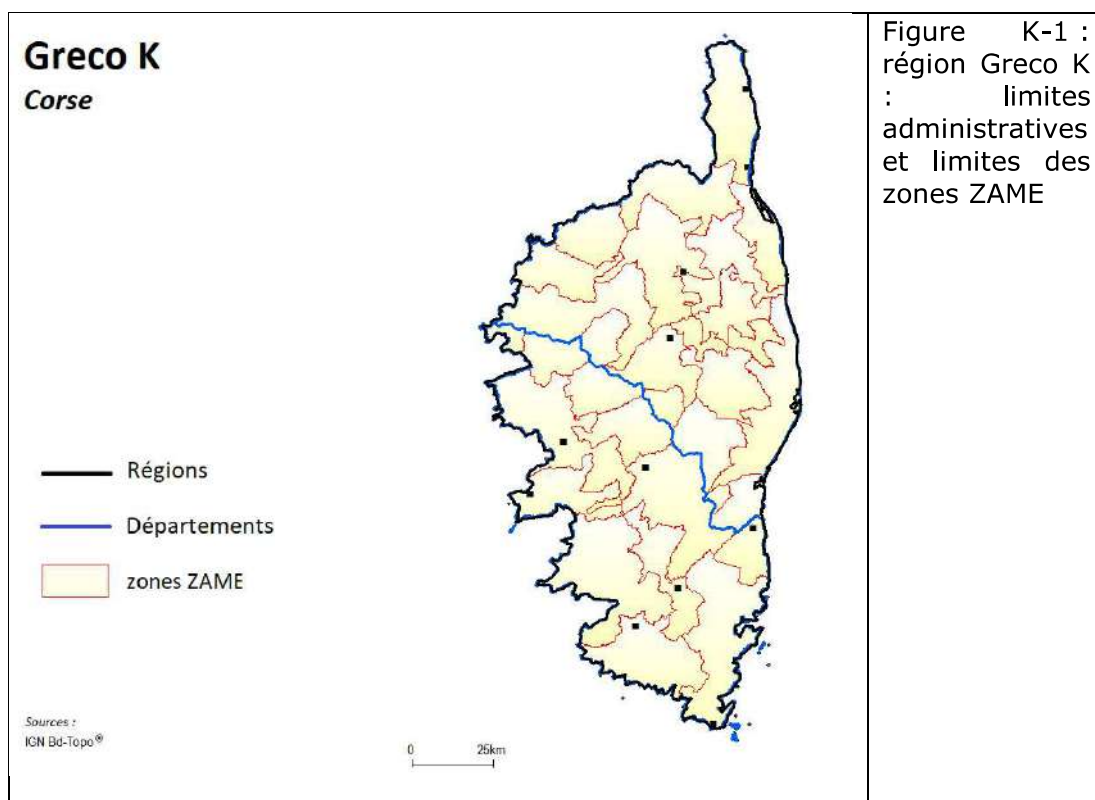 Greco K
Corse
Régions
Départements
zones ZAME
Sources :
IGN Bd-Topo®
0 25km
Figure K-1 :
région Greco K
: limites
administratives
et limites des
zones ZAME